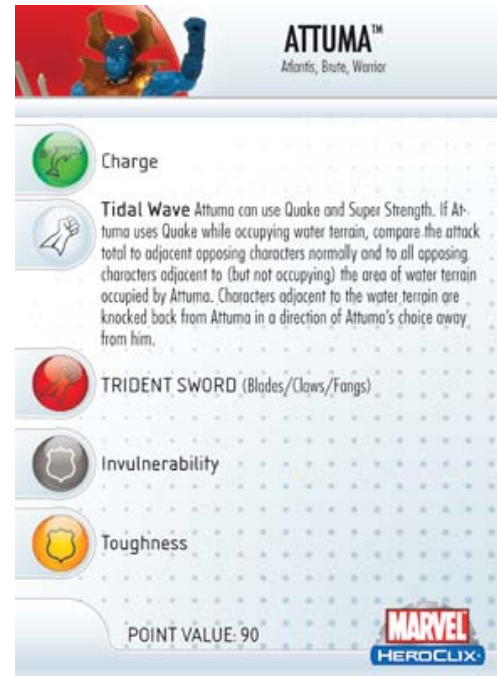 ATTUMA™
Atlantis, Brute, Warrior
Charge
Tidal Wave Attuma can use Quake and Super Strength. If At-
tuma uses Quake while occupying water terrain, compare the attack
total to adjacent opposing characters normally and to all opposing
characters adjacent to (but not occupying) the area of water terrain
occupied by Attuma. Characters adjacent to the water terrain are
knocked back from Attuma in a direction of Attuma's choice away
from him.
TRIDENT SWORD (Blades/Claws/Fangs)
Invulnerability
Toughness
POINT VALUE: 90
MARVEL
HEROCLIX